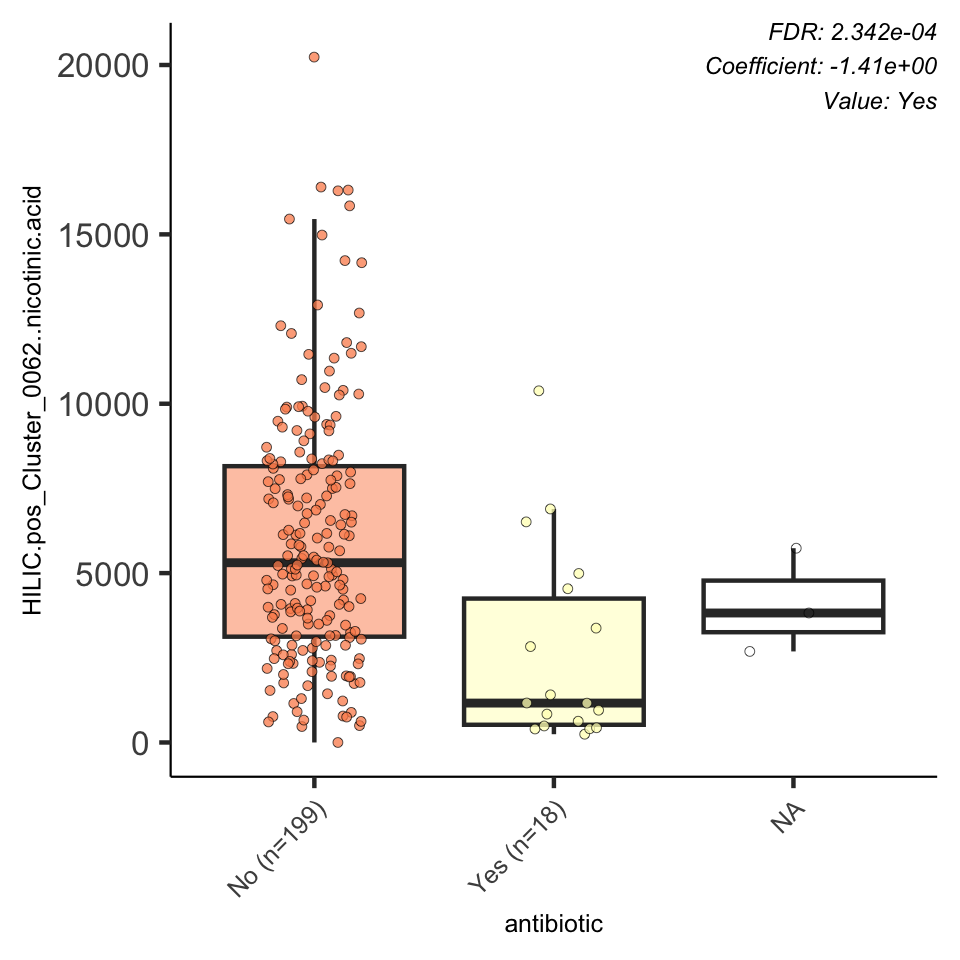 FDR: 2.342e-04
Coefficient: -1.41e+00
Value: Yes
HILIC.pos_Cluster_0062..nicotinic.acid
20000
15000
10000
5000
0
No (n=199)
Yes (n=18)
NA
antibiotic